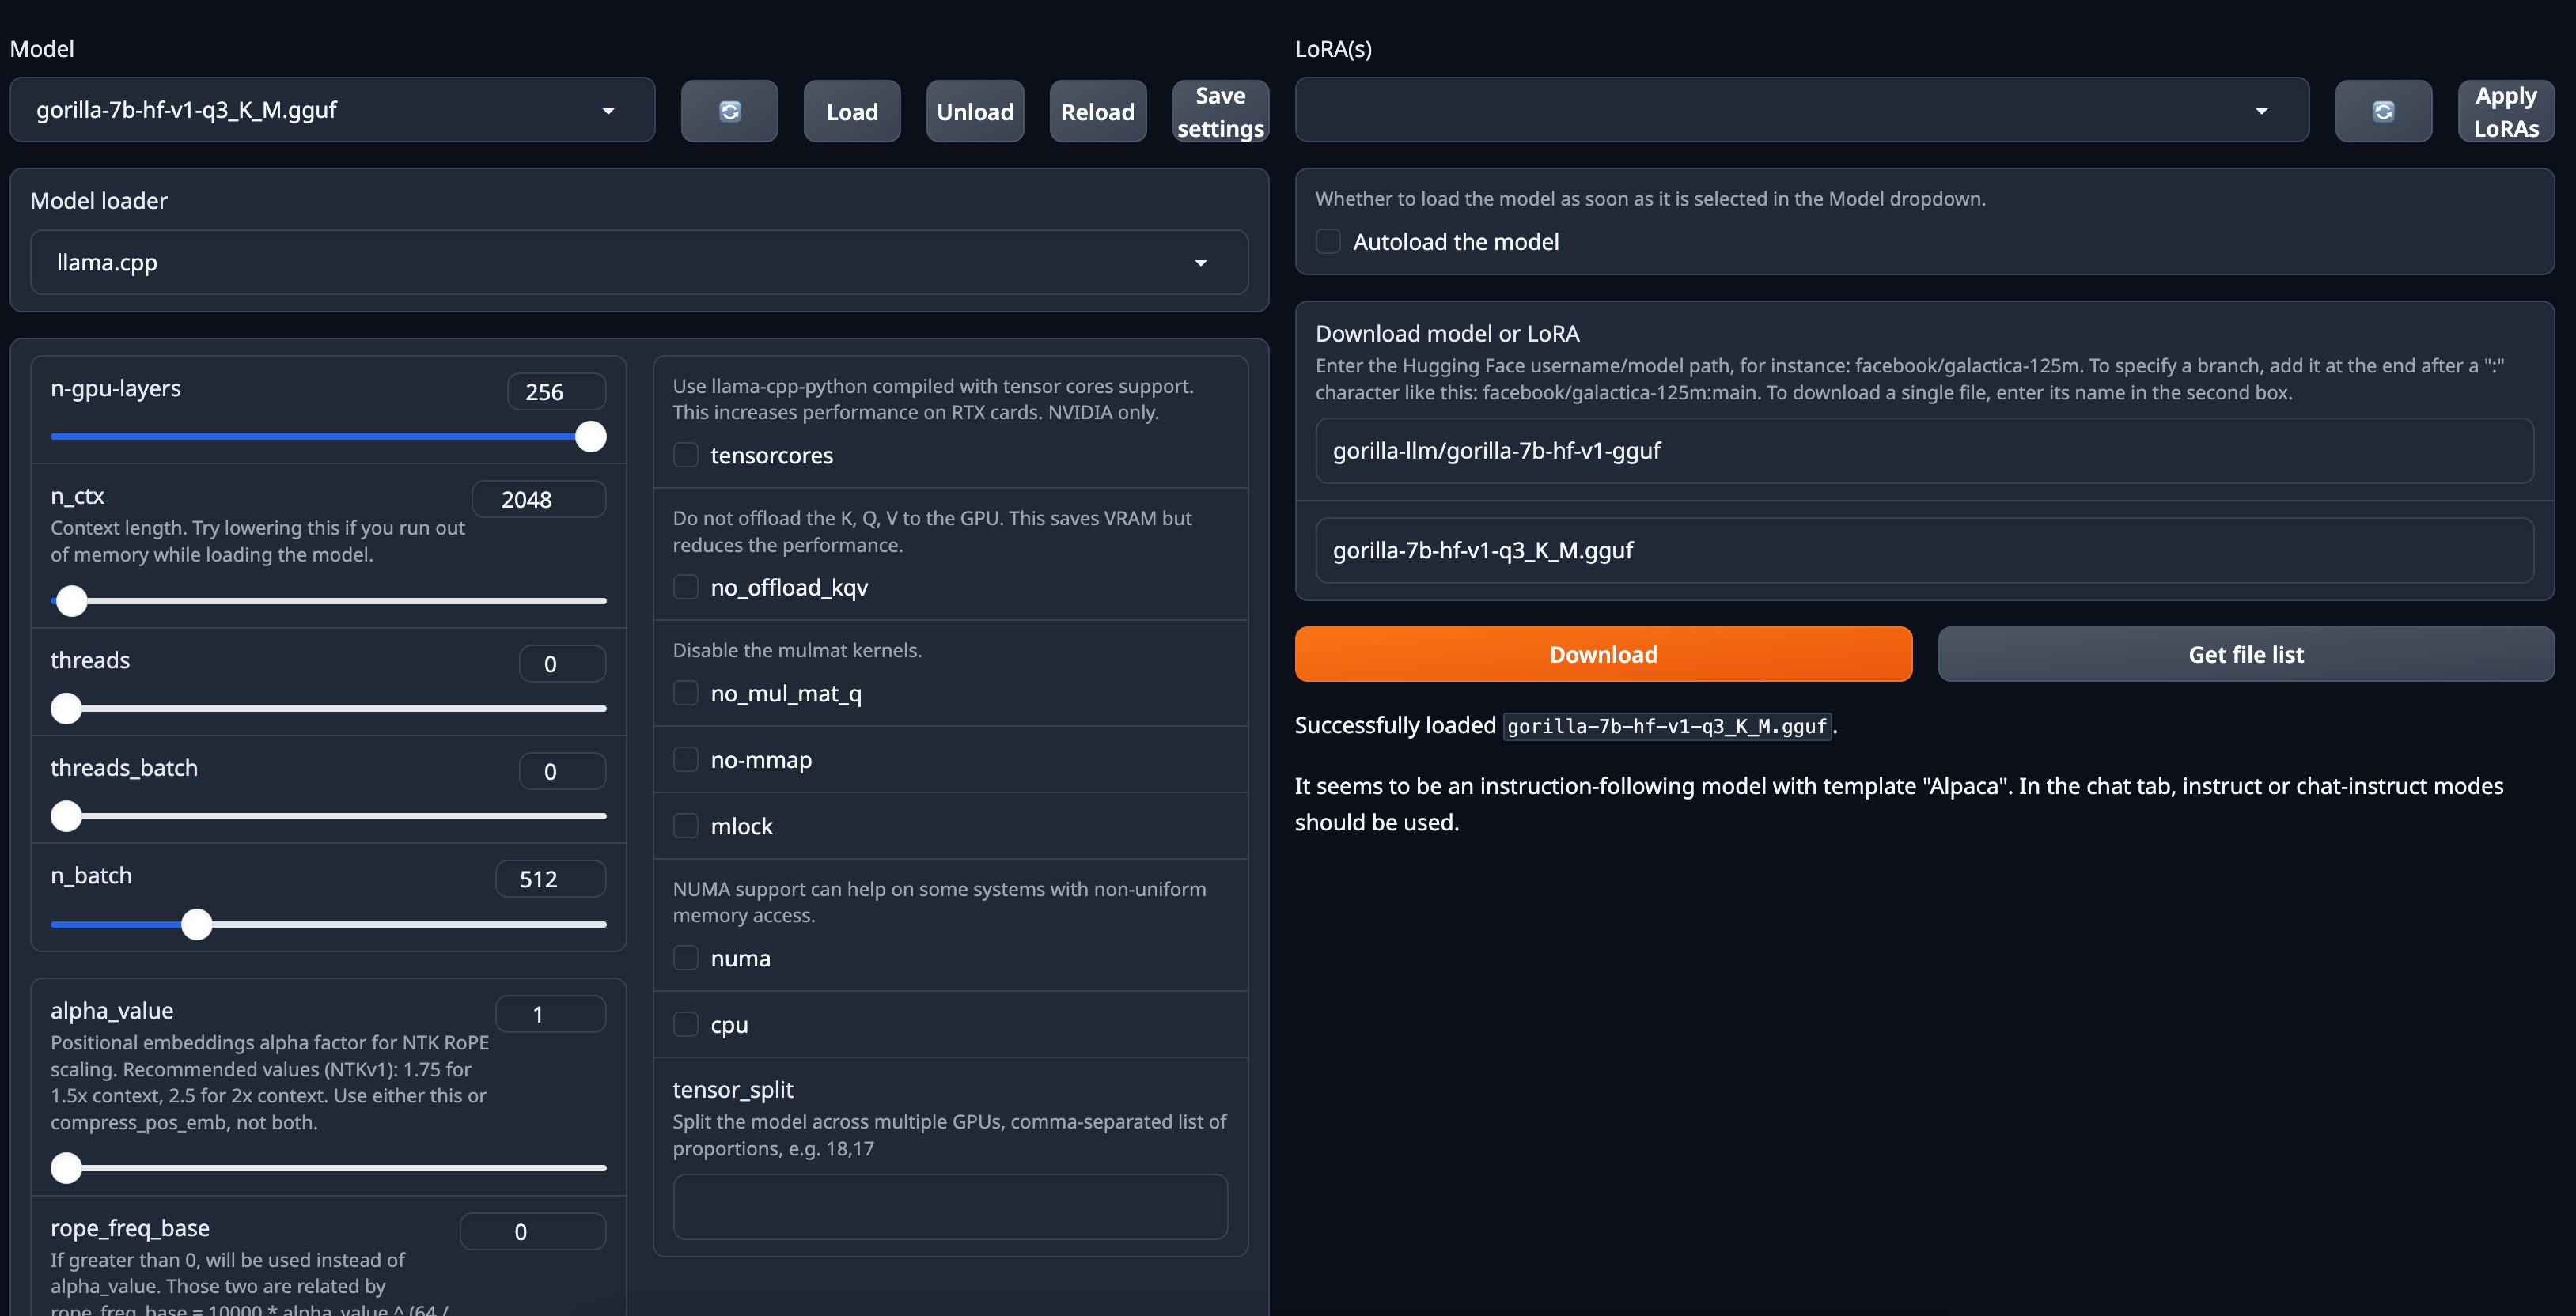 Model
gorilla-7b-hf-v1-q3_K_M.gguf
Load
Unload
Reload
Save
settings
Model loader
llama.cpp
n-gpu-layers
256
n_ctx
2048
Context length. Try lowering this if you run out
of memory while loading the model.
threads
0
threads_batch
0
n_batch
512
alpha_value
1
Positional embeddings alpha factor for NTK RoPE
scaling. Recommended values (NTKv1): 1.75 for
1.5x context, 2.5 for 2x context. Use either this or
compress_pos_emb, not both.
rope_freq_base
0
If greater than 0, will be used instead of
alpha_value. Those two are related by
rope_freq_base = 10000 * alpha_value ^ (64 /
Use llama-cpp-python compiled with tensor cores support.
This increases performance on RTX cards. NVIDIA only.
tensorcores
Do not offload the K, Q, V to the GPU. This saves VRAM but
reduces the performance.
no_offload_kqv
Disable the mulmat kernels.
no_mul_mat_q
no-mmap
mlock
NUMA support can help on some systems with non-uniform
memory access.
numa
cpu
tensor_split
Split the model across multiple GPUs, comma-separated list of
proportions, e.g. 18,17
LoRA(s)
Apply
LoRAs
Whether to load the model as soon as it is selected in the Model dropdown.
Autoload the model
Download model or LoRA
Enter the Hugging Face username/model path, for instance: facebook/galactica-125m. To specify a branch, add it at the end after a ":"
character like this: facebook/galactica-125m:main. To download a single file, enter its name in the second box.
gorilla-llm/gorilla-7b-hf-v1-gguf
gorilla-7b-hf-v1-q3_K_M.gguf
Download
Get file list
Successfully loaded gorilla-7b-hf-v1-q3_K_M.gguf.
It seems to be an instruction-following model with template "Alpaca". In the chat tab, instruct or chat-instruct modes
should be used.